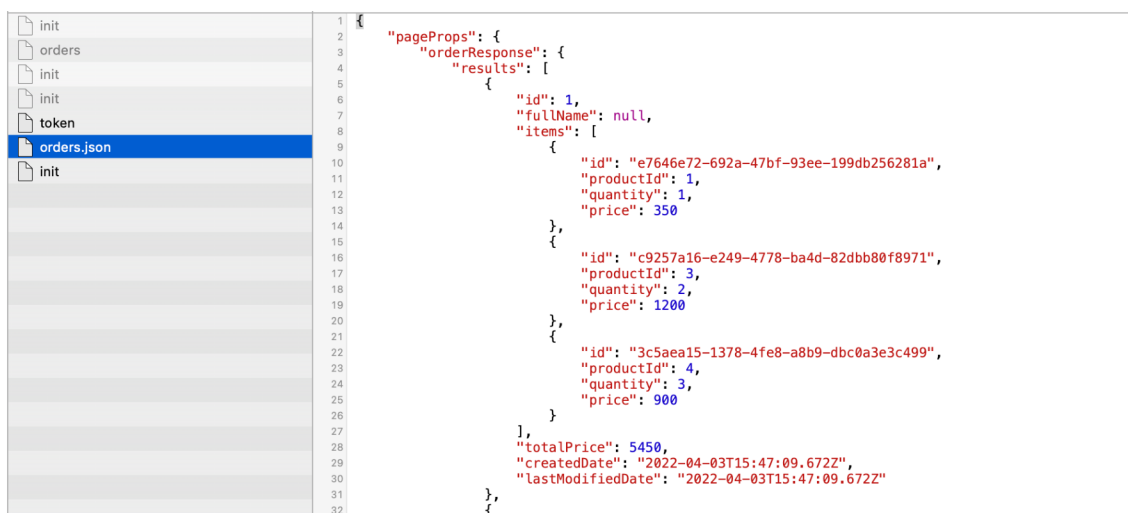 init
orders
init
init
token
orders.json
init
1 {
2 "pageProps": {
3 "orderResponse": {
4 "results": [
5 {
6 "id": 1,
7 "fullName": null,
8 "items": [
9 {
10 "id": "e7646e72-692a-47bf-93ee-199db256281a",
11 "productId": 1,
12 "quantity": 1,
13 "price": 350
14 },
15 {
16 "id": "c9257a16-e249-4778-ba4d-82dbb80f8971",
17 "productId": 3,
18 "quantity": 2,
19 "price": 1200
20 },
21 {
22 "id": "3c5aea15-1378-4fe8-a8b9-dbc0a3e3c499",
23 "productId": 4,
24 "quantity": 3,
25 "price": 900
26 }
27 ],
28 "totalPrice": 5450,
29 "createdDate": "2022-04-03T15:47:09.672Z",
30 "lastModifiedDate": "2022-04-03T15:47:09.672Z"
31 },
32 {